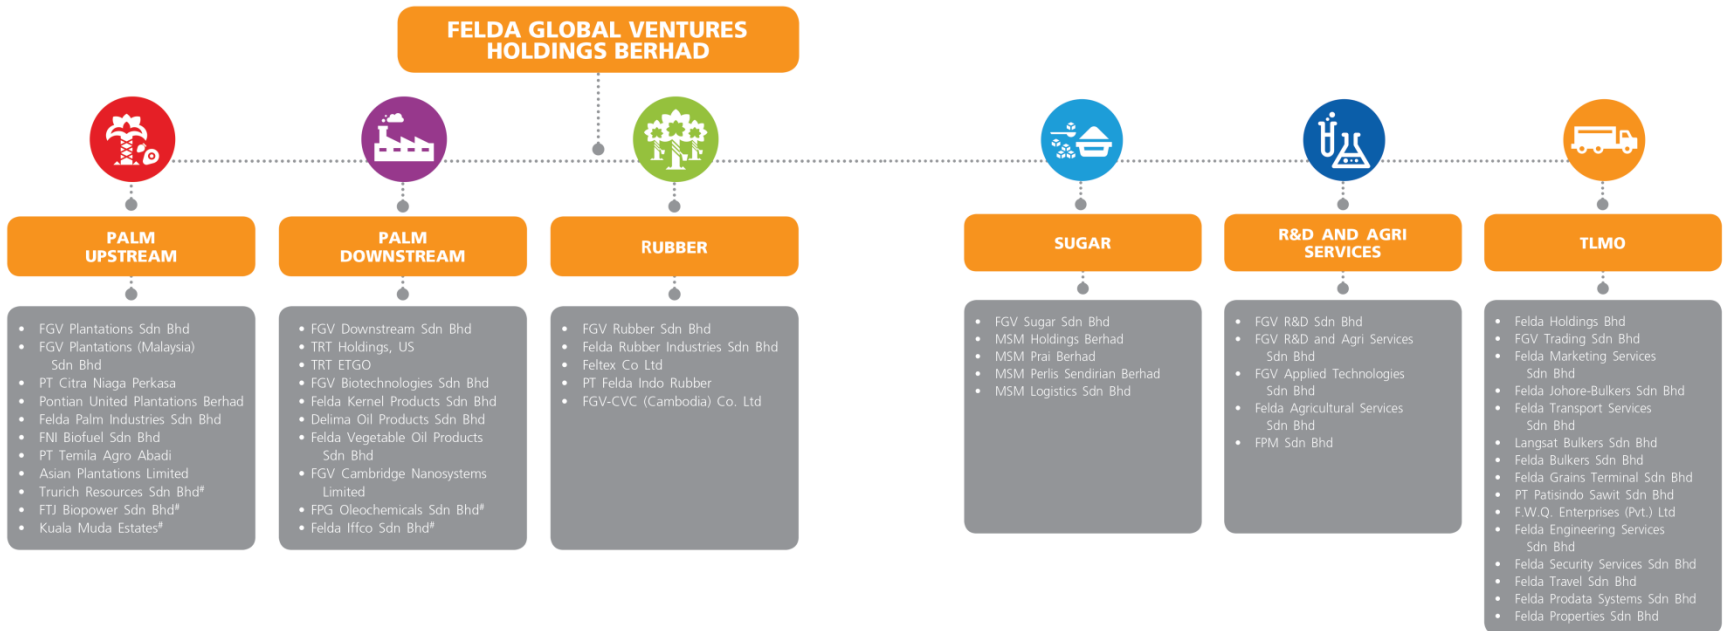 FELDA GLOBAL VENTURES
HOLDINGS BERHAD
PALM
UPSTREAM
• FGV Plantations Sdn Bhd
• FGV Plantations (Malaysia)
Sdn Bhd
• PT Citra Niaga Perkasa
• Pontian United Plantations Berhad
• Felda Palm Industries Sdn Bhd
• FNI Biofuel Sdn Bhd
• PT Temila Agro Abadi
• Asian Plantations Limited
• Trurich Resources Sdn Bhd#
• FTJ Biopower Sdn Bhd#
• Kuala Muda Estates#
PALM
DOWNSTREAM
• FGV Downstream Sdn Bhd
• TRT Holdings, US
• TRT ETGO
• FGV Biotechnologies Sdn Bhd
• Felda Kernel Products Sdn Bhd
• Delima Oil Products Sdn Bhd
• Felda Vegetable Oil Products
Sdn Bhd
• FGV Cambridge Nanosystems
Limited
• FPG Oleochemicals Sdn Bhd#
• Felda Iffco Sdn Bhd#
RUBBER
• FGV Rubber Sdn Bhd
• Felda Rubber Industries Sdn Bhd
• Feltex Co Ltd
• PT Felda Indo Rubber
• FGV-CVC (Cambodia) Co. Ltd
SUGAR
• FGV Sugar Sdn Bhd
• MSM Holdings Berhad
• MSM Prai Berhad
• MSM Perlis Sendirian Berhad
• MSM Logistics Sdn Bhd
R&D AND AGRI
SERVICES
• FGV R&D Sdn Bhd
• FGV R&D and Agri Services
Sdn Bhd
• FGV Applied Technologies
Sdn Bhd
• Felda Agricultural Services
Sdn Bhd
• FPM Sdn Bhd
TLMO
• Felda Holdings Bhd
• FGV Trading Sdn Bhd
• Felda Marketing Services
Sdn Bhd
• Felda Johore-Bulkers Sdn Bhd
• Felda Transport Services
Sdn Bhd
• Langsat Bulkers Sdn Bhd
• Felda Bulkers Sdn Bhd
• Felda Grains Terminal Sdn Bhd
• PT Patisindo Sawit Sdn Bhd
• F.W.Q. Enterprises (Pvt.) Ltd
• Felda Engineering Services
Sdn Bhd
• Felda Security Services Sdn Bhd
• Felda Travel Sdn Bhd
• Felda Prodata Systems Sdn Bhd
• Felda Properties Sdn Bhd